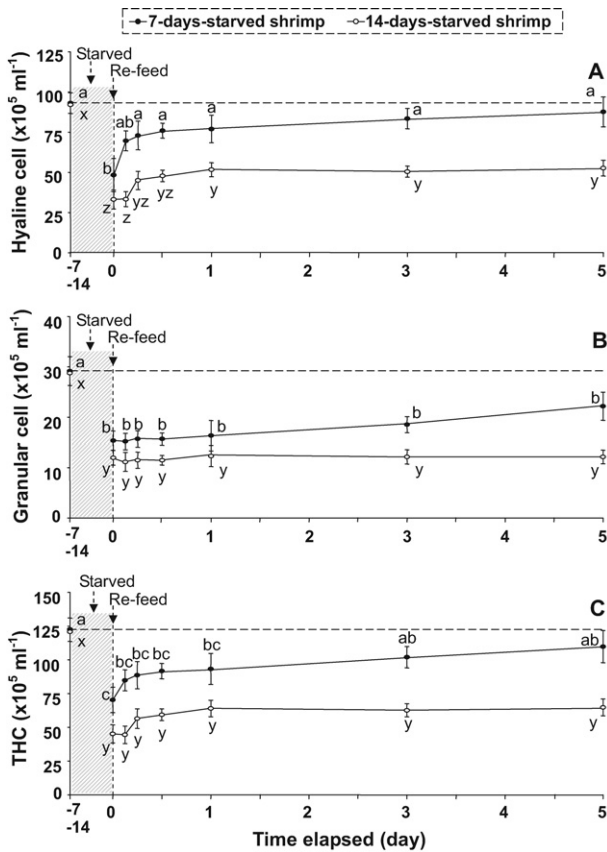 7-days-starved shrimp 14-days-starved shrimp
Starved
Re-feed
A
Hyaline cell (x10⁵ ml⁻¹)
125
100
75
50
25
0
a
x
b
ab
a
a
a
a
a
z
z
yz
yz
y
y
y
-7
-14
0
1
2
3
4
5
Starved
Re-feed
B
Granular cell (x10⁵ ml⁻¹)
40
30
20
10
0
a
x
b
b
b
b
b
b
b
y
y
y
y
y
y
y
-7
-14
0
1
2
3
4
5
Starved
Re-feed
C
THC (x10⁵ ml⁻¹)
150
125
100
75
50
25
0
a
x
c
bc
bc
bc
bc
ab
ab
y
y
y
y
y
y
y
-7
-14
0
1
2
3
4
5
Time elapsed (day)